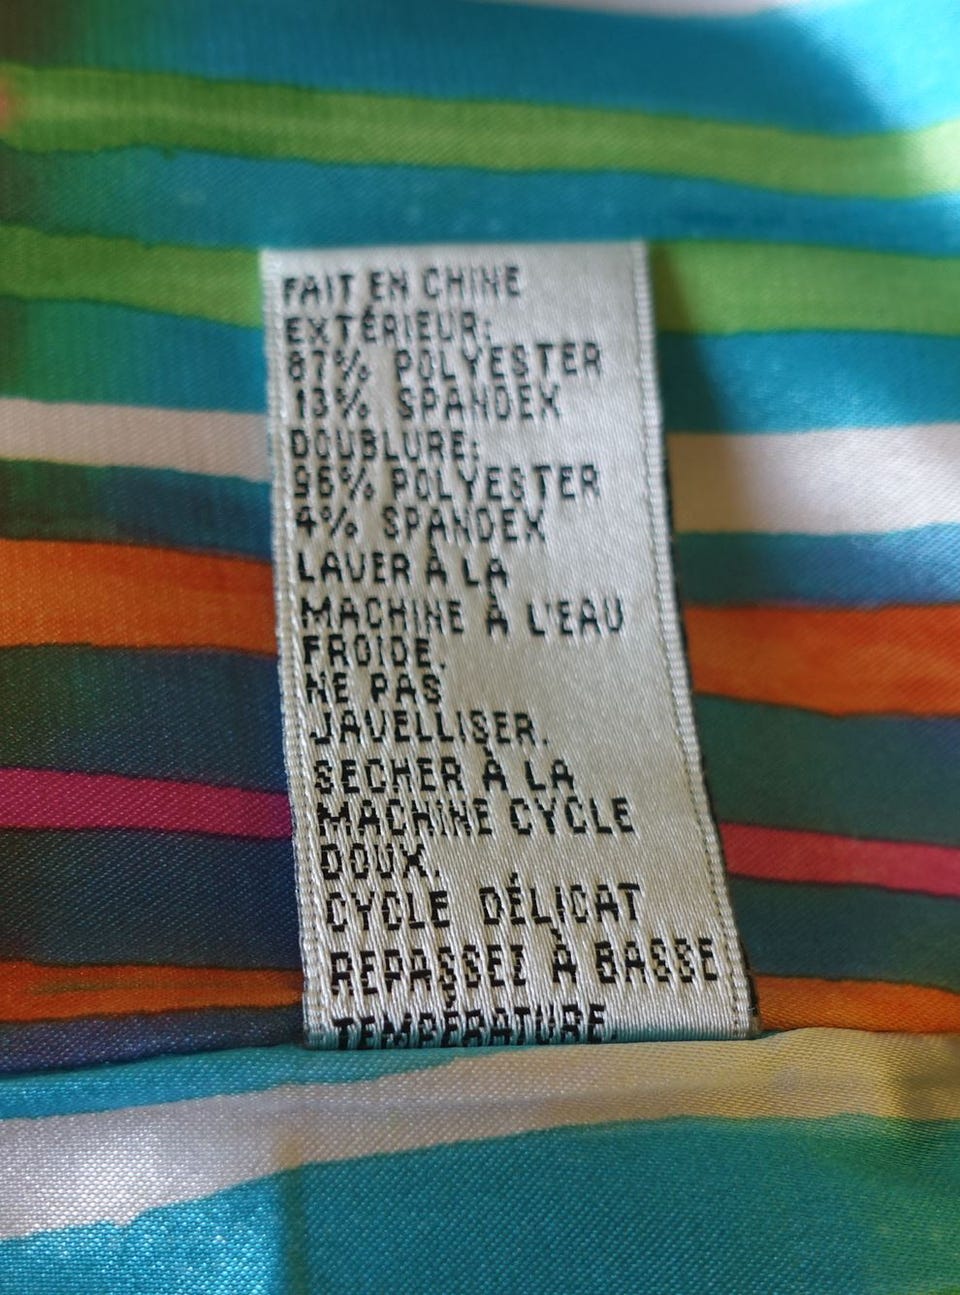 FAIT EN CHINE
EXTÉRIEUR:
87% POLYESTER
13% SPANDEX
DOUBLURE:
96% POLYESTER
4% SPANDEX
LAVER À LA
MACHINE À L'EAU
FROIDE.
NE PAS
JAVELLISER.
SECHER À LA
MACHINE CYCLE
DOUX.
CYCLE DÉLICAT
REPASSEZ À BASSE
TEMPÉRATURE.